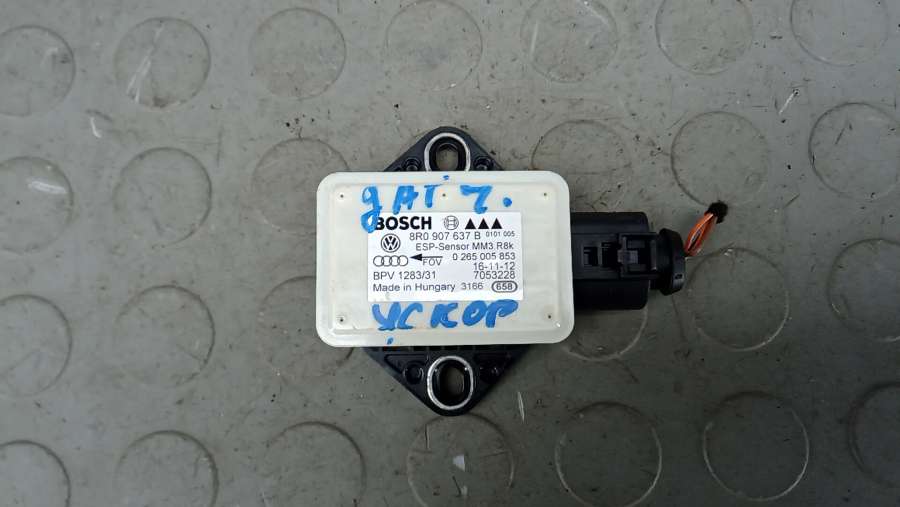 дАТ ч.
BOSCH
8R0 907 637 B 0101 005
ESP-Sensor MM3 R8k
FOV 0 265 005 853
16-11-12
BPV 1283/31 7053228
Made in Hungary 3166 658
УСКОР